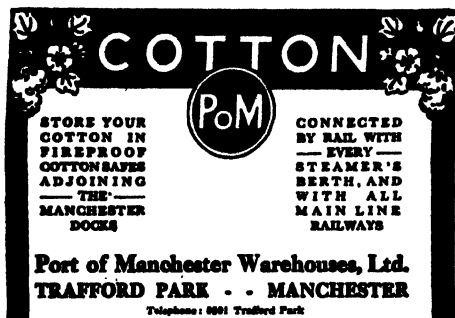 COTTON
PoM
STORE YOUR
COTTON IN
FIREPROOF
COTTON SAFES
ADJOINING
— THE —
MANCHESTER
DOCKS
CONNECTED
BY RAIL WITH
— EVERY —
STEAMER'S
BERTH, AND
WITH ALL
MAIN LINE
RAILWAYS
Port of Manchester Warehouses, Ltd.
TRAFFORD PARK - - MANCHESTER
Telephone: Trafford Park